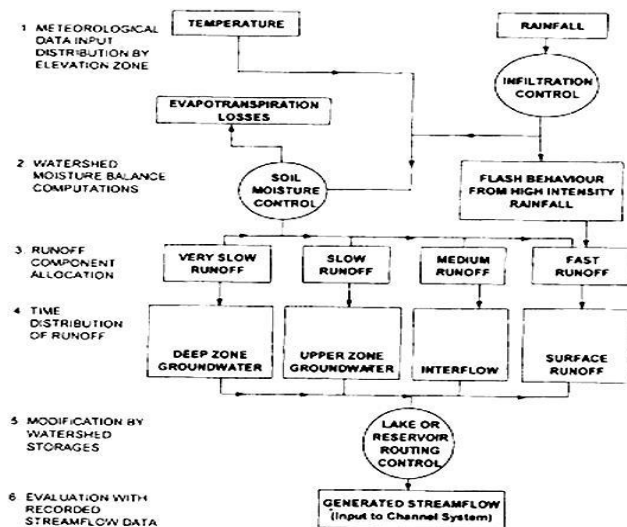 1 METEOROLOGICAL
DATA INPUT
DISTRIBUTION BY
ELEVATION ZONE
TEMPERATURE
RAINFALL
INFILTRATION
CONTROL
EVAPOTRANSPIRATION
LOSSES
2 WATERSHED
MOISTURE BALANCE
COMPUTATIONS
SOIL
MOISTURE
CONTROL
FLASH BEHAVIOUR
FROM HIGH INTENSITY
RAINFALL
3 RUNOFF
COMPONENT
ALLOCATION
VERY SLOW
RUNOFF
SLOW
RUNOFF
MEDIUM
RUNOFF
FAST
RUNOFF
4 TIME
DISTRIBUTION
OF RUNOFF
DEEP ZONE
GROUNDWATER
UPPER ZONE
GROUNDWATER
INTERFLOW
SURFACE
RUNOFF
5 MODIFICATION BY
WATERSHED
STORAGES
LAKE OR
RESERVOIR
ROUTING
CONTROL
6 EVALUATION WITH
RECORDED
STREAMFLOW DATA
GENERATED STREAMFLOW
(Input to Channel System)